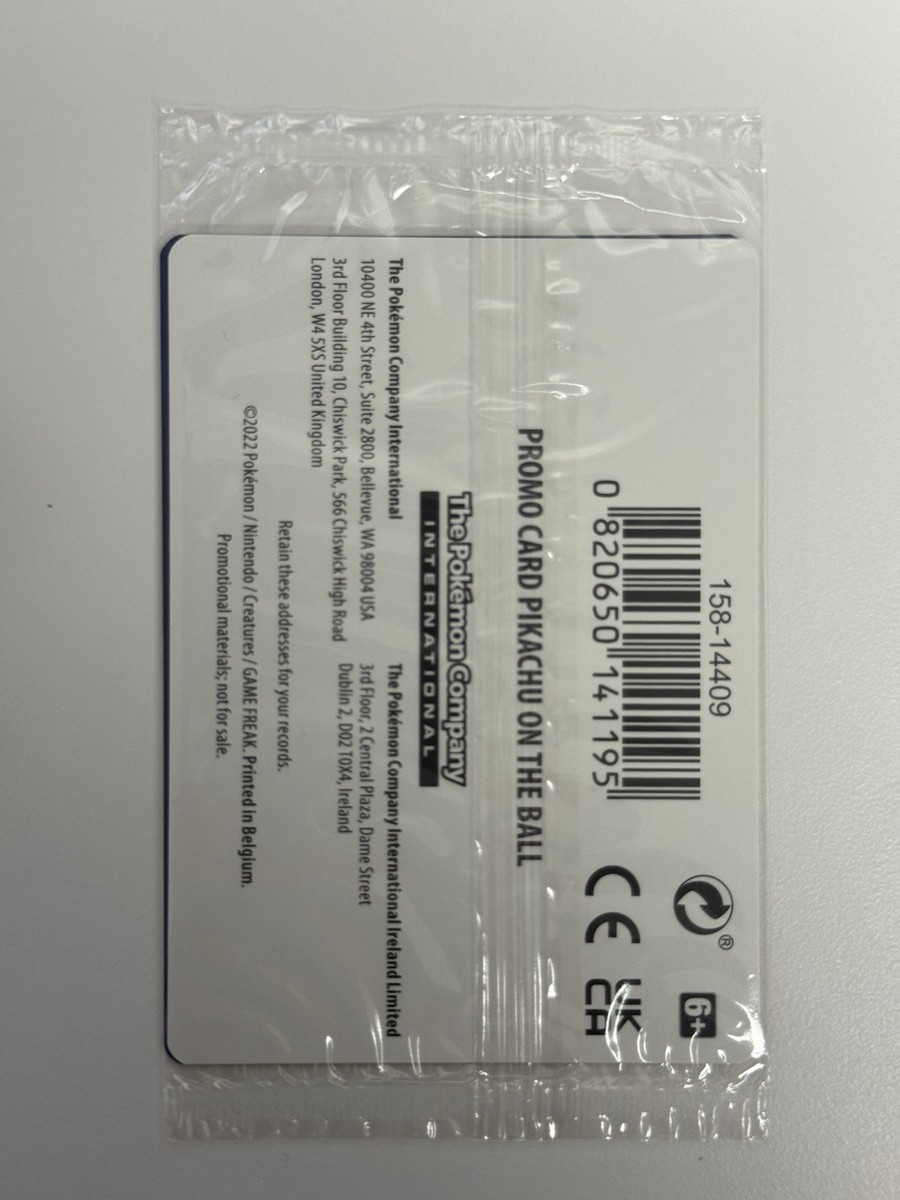 158-14409
0 820650 141195
®
6+
CE
UK
CA
PROMO CARD PIKACHU ON THE BALL
The Pokémon Company
INTERNATIONAL
The Pokémon Company International
10400 NE 4th Street, Suite 2800, Bellevue, WA 98004 USA
3rd Floor Building 10, Chiswick Park, 566 Chiswick High Road
London, W4 5XS United Kingdom
The Pokémon Company International Ireland Limited
3rd Floor, 2 Central Plaza, Dame Street
Dublin 2, D02 T0X4, Ireland
Retain these addresses for your records.
©2022 Pokémon / Nintendo / Creatures / GAME FREAK. Printed in Belgium.
Promotional materials; not for sale.